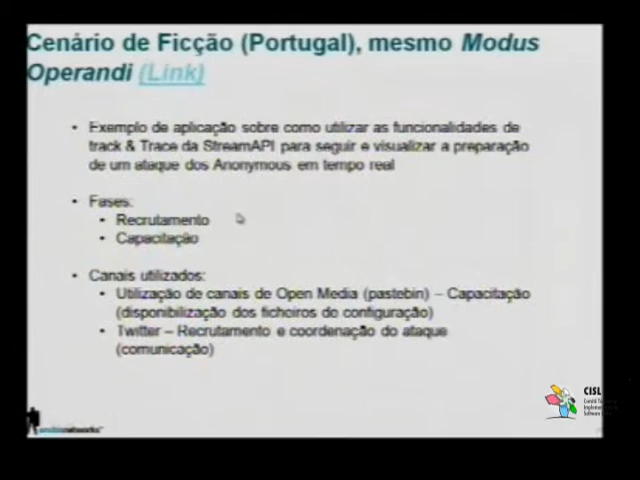 Cenário de Ficção (Portugal), mesmo Modus
Operandi (Link)
• Exemplo de aplicação sobre como utilizar as funcionalidades de
track & Trace da StreamAPI para seguir e visualizar a preparação
de um ataque dos Anonymous em tempo real
• Fases:
• Recrutamento
• Capacitação
• Canais utilizados:
• Utilização de canais de Open Media (pastebin) – Capacitação
(disponibilização dos ficheiros de configuração)
• Twitter – Recrutamento e coordenação do ataque
(comunicação)
CISL